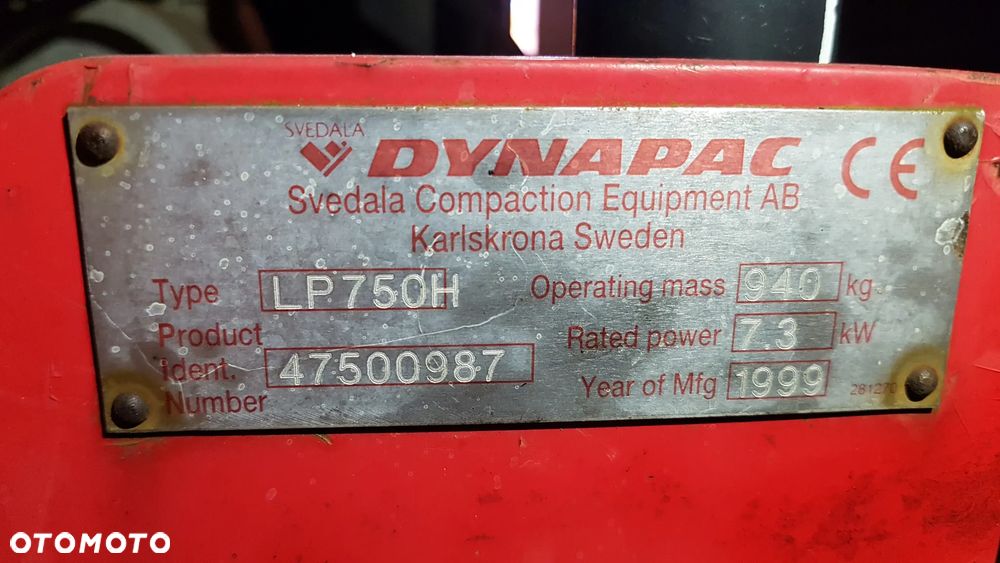 SVEDALA
DYNAPAC CE
Svedala Compaction Equipment AB
Karlskrona Sweden
Type LP750H Operating mass 940 kg
Product
Ident.
Number 47500987 Rated power 7.3 kW
Year of Mfg 1999 281270
OTOMOTO